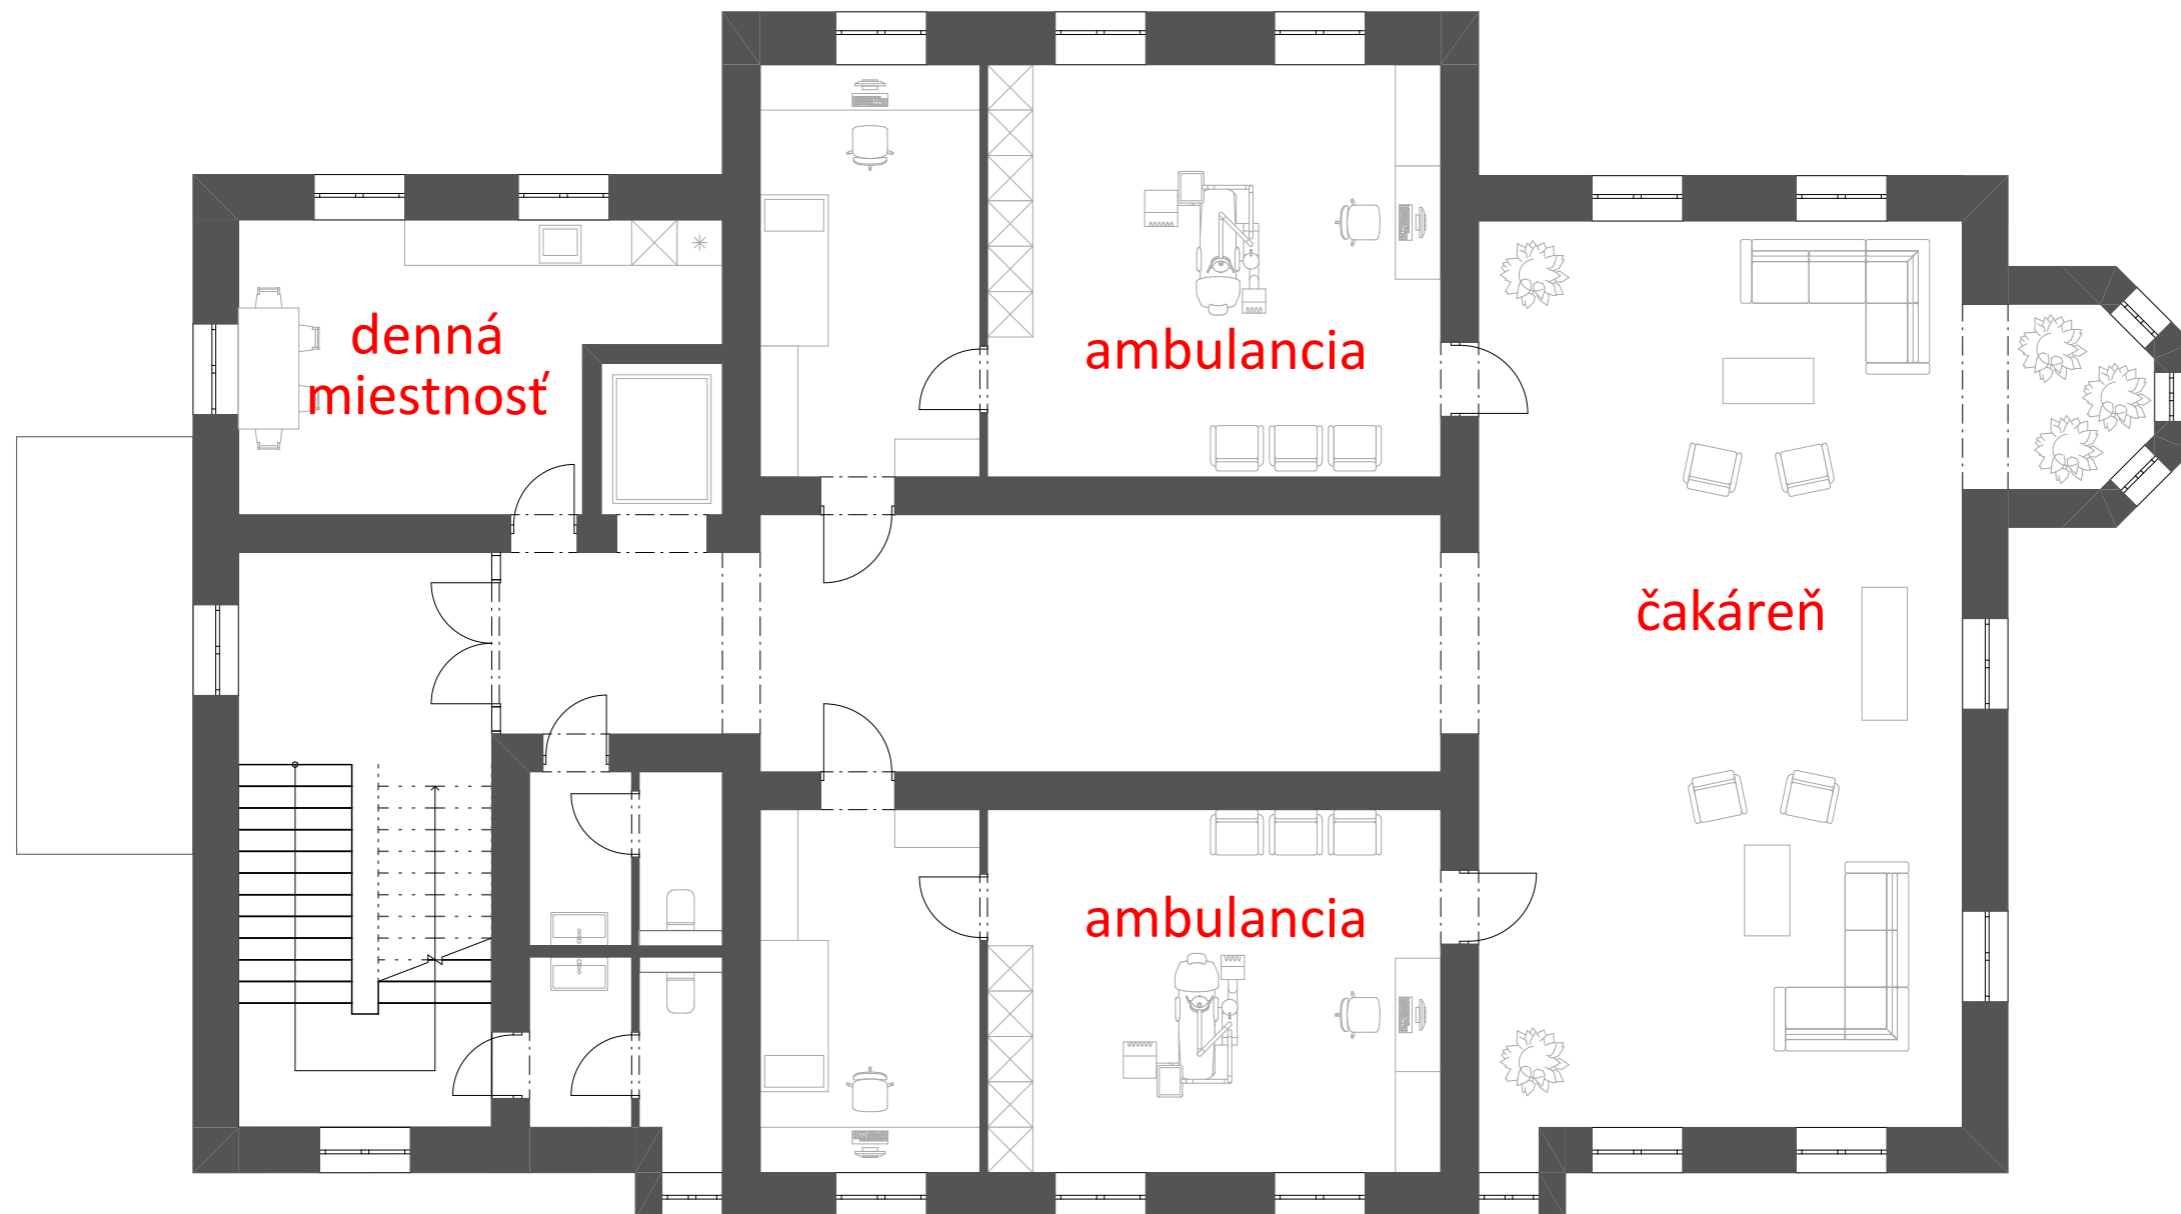 denná
miestnosť
ambulancia
čakáreň
ambulancia